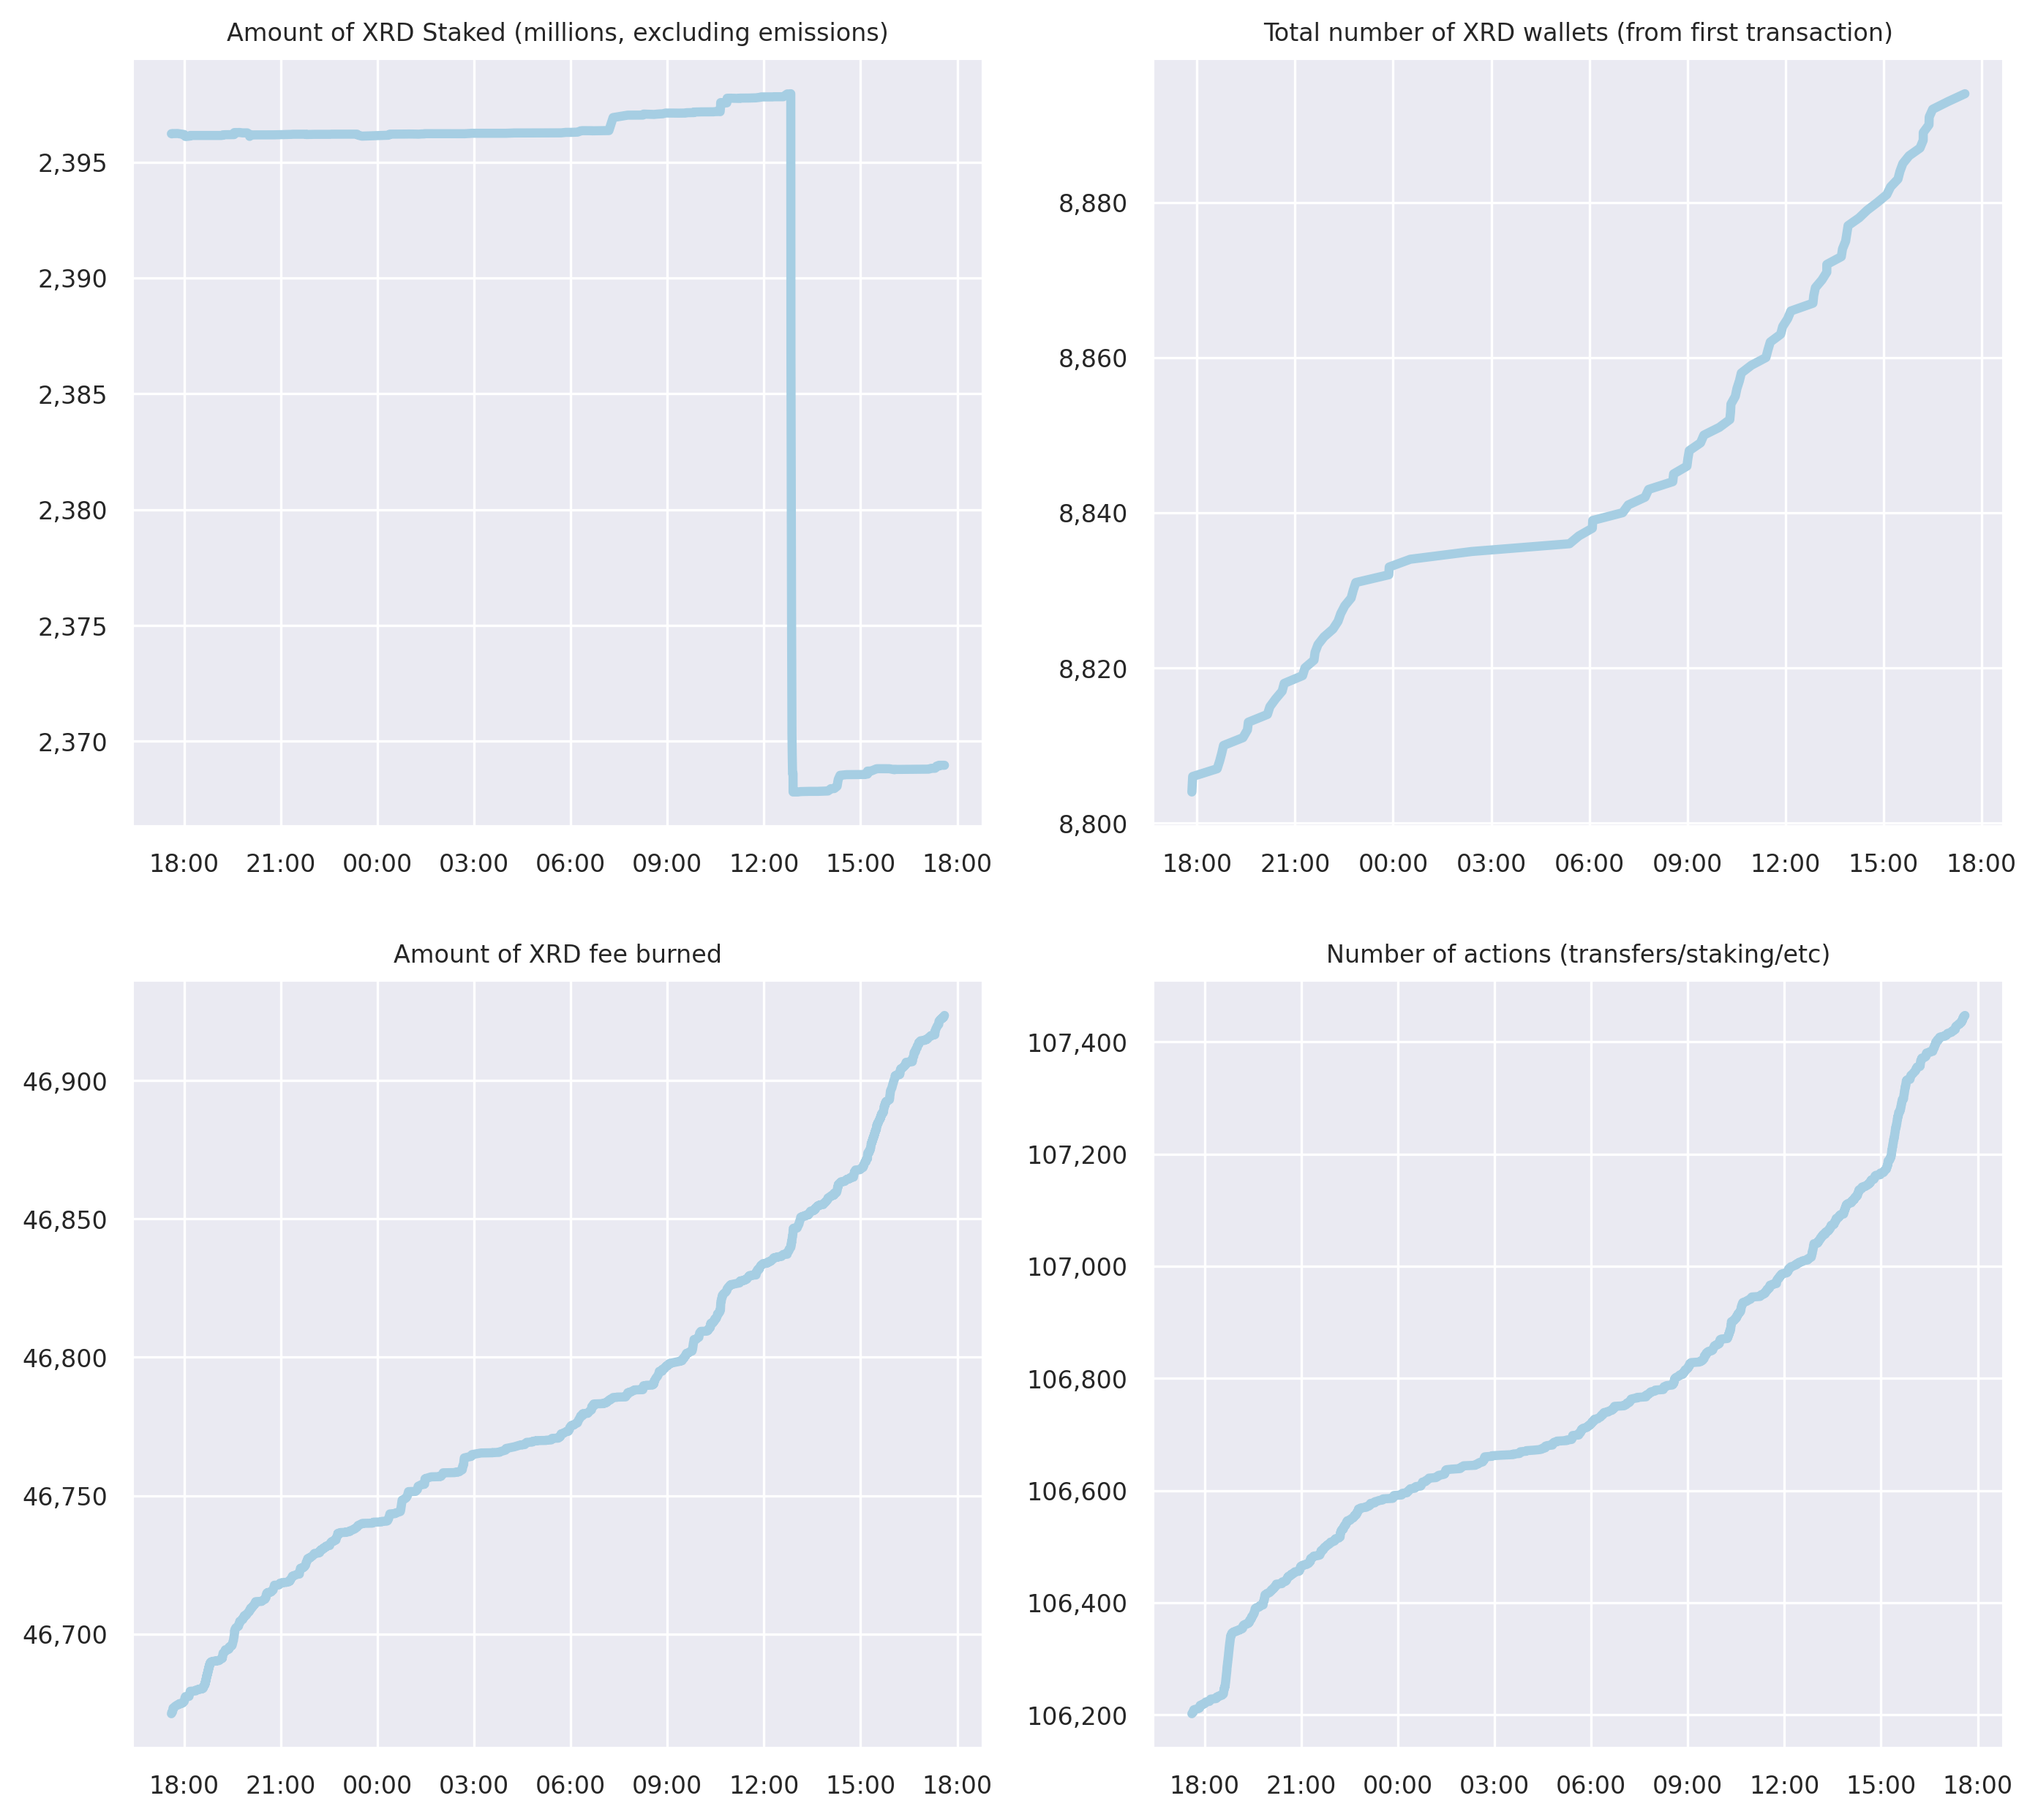 Amount of XRD Staked (millions, excluding emissions)
2,395
2,390
2,385
2,380
2,375
2,370
18:00 21:00 00:00 03:00 06:00 09:00 12:00 15:00 18:00
Total number of XRD wallets (from first transaction)
8,880
8,860
8,840
8,820
8,800
18:00 21:00 00:00 03:00 06:00 09:00 12:00 15:00 18:00
Amount of XRD fee burned
46,900
46,850
46,800
46,750
46,700
18:00 21:00 00:00 03:00 06:00 09:00 12:00 15:00 18:00
Number of actions (transfers/staking/etc)
107,400
107,200
107,000
106,800
106,600
106,400
106,200
18:00 21:00 00:00 03:00 06:00 09:00 12:00 15:00 18:00